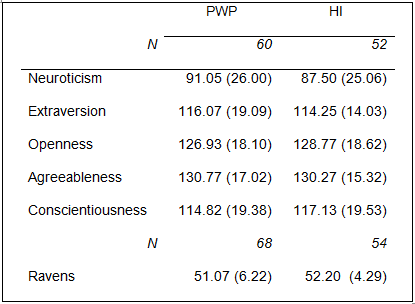 PWP HI
N 60 52
Neuroticism 91.05 (26.00) 87.50 (25.06)
Extraversion 116.07 (19.09) 114.25 (14.03)
Openness 126.93 (18.10) 128.77 (18.62)
Agreeableness 130.77 (17.02) 130.27 (15.32)
Conscientiousness 114.82 (19.38) 117.13 (19.53)
N 68 54
Ravens 51.07 (6.22) 52.20 (4.29)